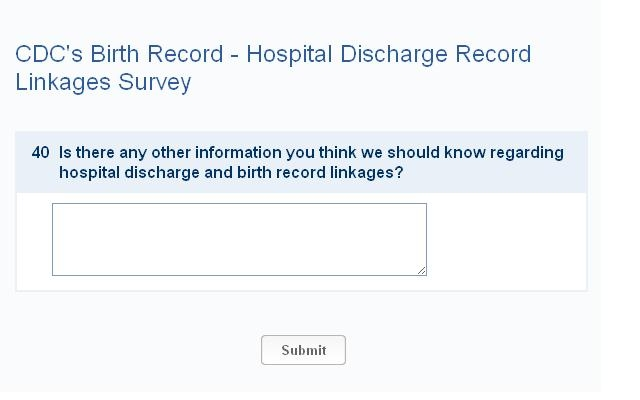 CDC's Birth Record - Hospital Discharge Record
Linkages Survey
40 Is there any other information you think we should know regarding
hospital discharge and birth record linkages?
Submit